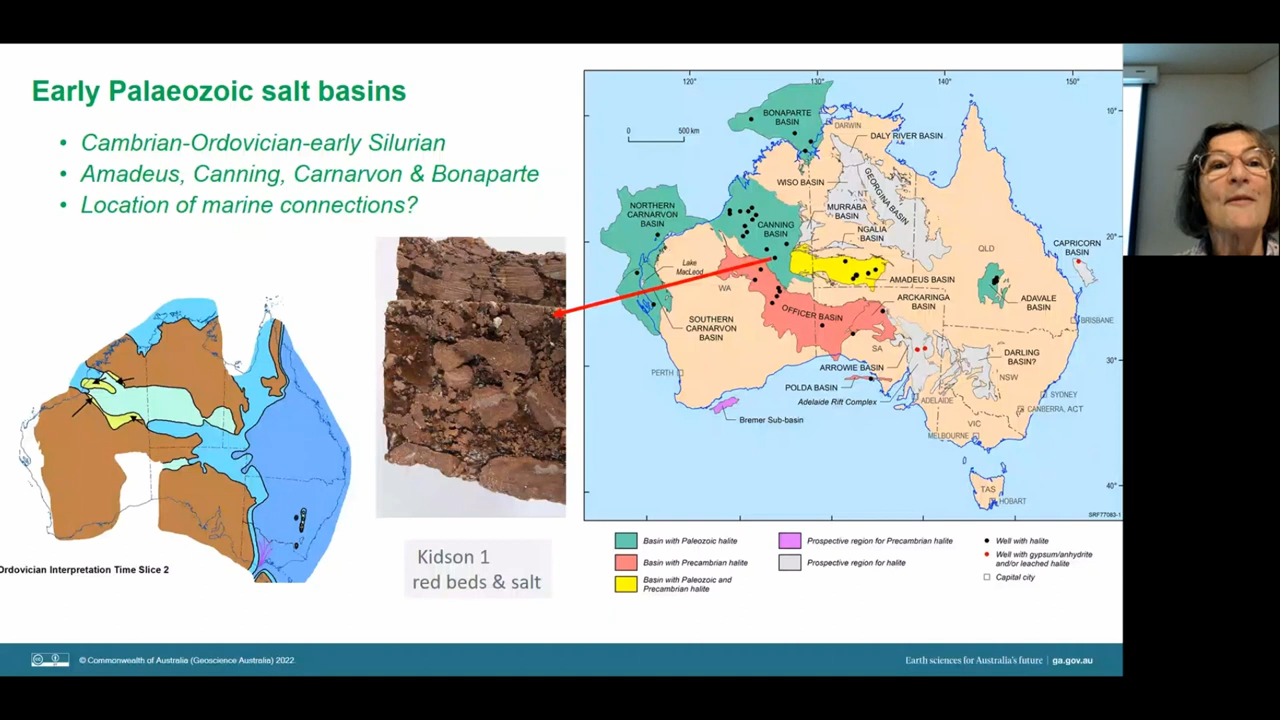 Early Palaeozoic salt basins
• Cambrian-Ordovician-early Silurian
• Amadeus, Canning, Carnarvon & Bonaparte
• Location of marine connections?
Ordovician Interpretation Time Slice 2
Kidson 1
red beds & salt
120°
130°
140°
150°
10°
20°
30°
40°
0
500 km
BONAPARTE
BASIN
DARWIN
DALY RIVER BASIN
WISO BASIN
GEORGINA BASIN
NT
NORTHERN
CARNARVON
BASIN
CANNING
BASIN
MURRABA
BASIN
NGALIA
BASIN
QLD
CAPRICORN
BASIN
Lake
MacLeod
WA
AMADEUS BASIN
ARCKARINGA
BASIN
ADAVALE
BASIN
OFFICER BASIN
SOUTHERN
CARNARVON
BASIN
BRISBANE
SA
DARLING
BASIN?
ARROWIE BASIN
PERTH
NSW
POLDA BASIN
Adelaide Rift Complex
ADELAIDE
SYDNEY
CANBERRA, ACT
Bremer Sub-basin
VIC
MELBOURNE
TAS
HOBART
SRF77083-1
Basin with Paleozoic halite
Basin with Precambrian halite
Basin with Paleozoic and
Precambrian halite
Prospective region for Precambrian halite
Prospective region for halite
Well with halite
Well with gypsum/anhydrite
and/or leached halite
Capital city
© Commonwealth of Australia (Geoscience Australia) 2022.
Earth sciences for Australia's future | ga.gov.au